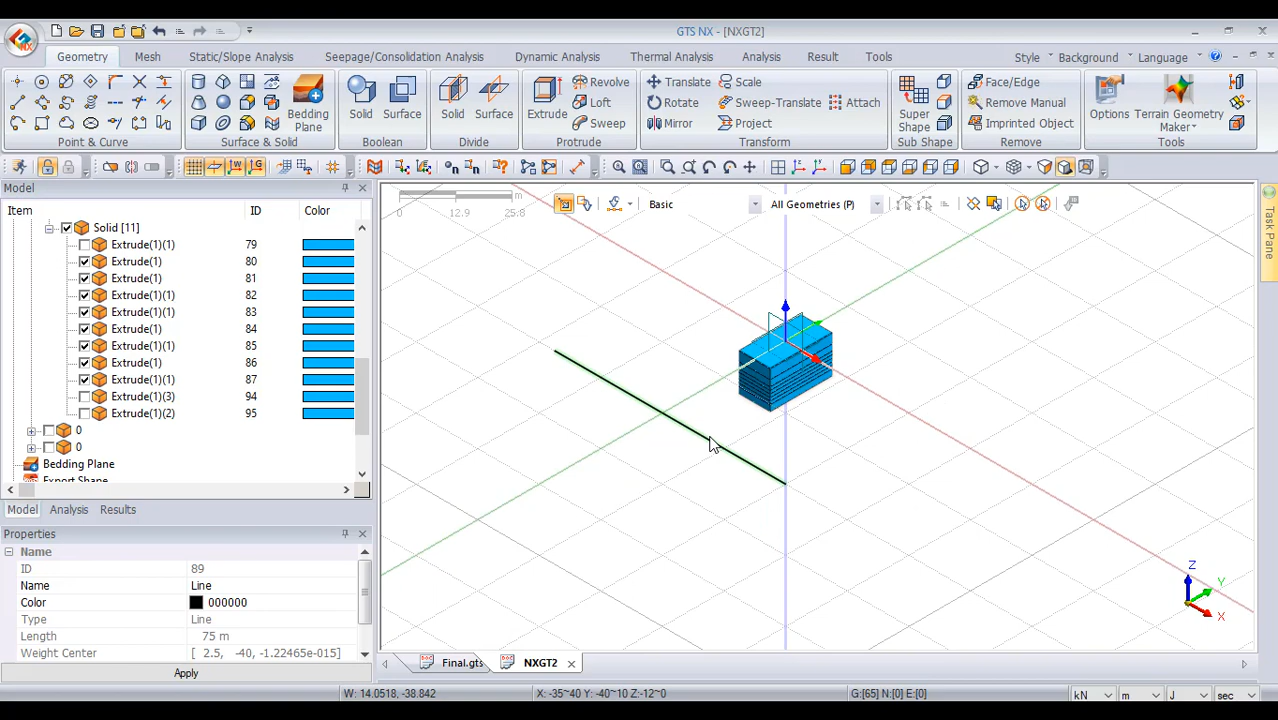 GTS NX - [NXGT2]
Geometry Mesh Static/Slope Analysis Seepage/Consolidation Analysis Dynamic Analysis Thermal Analysis Analysis Result Tools Style Background Language
Revolve Translate Scale Face/Edge
Loft Rotate Sweep-Translate Attach Remove Manual
Bedding Plane Solid Surface Solid Surface Extrude Sweep Mirror Project Super Shape Imprinted Object Options Terrain Geometry Maker
Point & Curve Surface & Solid Boolean Divide Protrude Transform Sub Shape Remove Tools
Model
Item ID Color
Solid [11]
Extrude(1)(1) 79
Extrude(1) 80
Extrude(1) 81
Extrude(1)(1) 82
Extrude(1)(1) 83
Extrude(1) 84
Extrude(1)(1) 85
Extrude(1) 86
Extrude(1)(1) 87
Extrude(1)(3) 94
Extrude(1)(2) 95
0
0
Bedding Plane
Export Shape
Model Analysis Results
Properties
Name
ID 89
Name Line
Color 000000
Type Line
Length 75 m
Weight Center [ 2.5, -40, -1.22465e-015]
Apply
m
0 12.9 25.8
Basic All Geometries (P)
Task Pane
Z
Y
X
Final.gts NXGT2
W: 14.0518, -38.842 X: -35~40 Y: -40~10 Z:-12~0 G:[65] N:[0] E:[0] kN m J sec